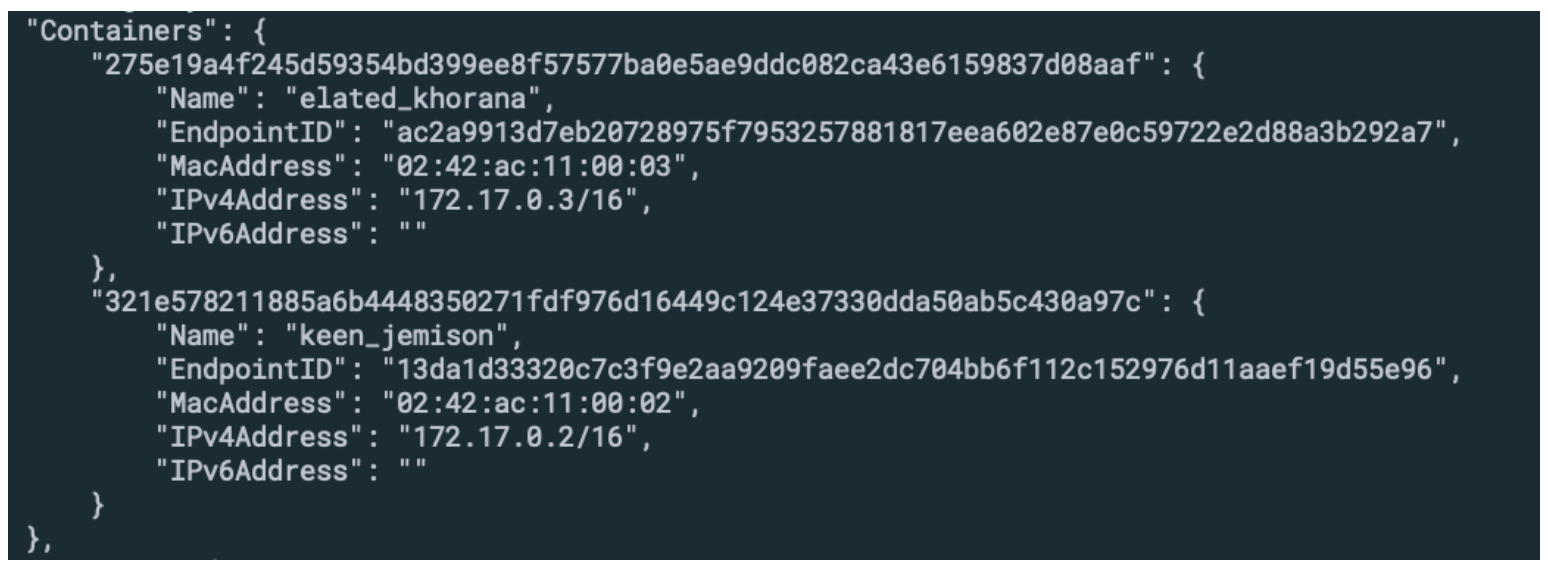 "Containers": {
"275e19a4f245d59354bd399ee8f57577ba0e5ae9ddc082ca43e6159837d08aaf": {
"Name": "elated_khorana",
"EndpointID": "ac2a9913d7eb20728975f7953257881817eea602e87e0c59722e2d88a3b292a7",
"MacAddress": "02:42:ac:11:00:03",
"IPv4Address": "172.17.0.3/16",
"IPv6Address": ""
},
"321e578211885a6b4448350271fdf976d16449c124e37330dda50ab5c430a97c": {
"Name": "keen_jemison",
"EndpointID": "13da1d33320c7c3f9e2aa9209faee2dc704bb6f112c152976d11aaef19d55e96",
"MacAddress": "02:42:ac:11:00:02",
"IPv4Address": "172.17.0.2/16",
"IPv6Address": ""
}
},